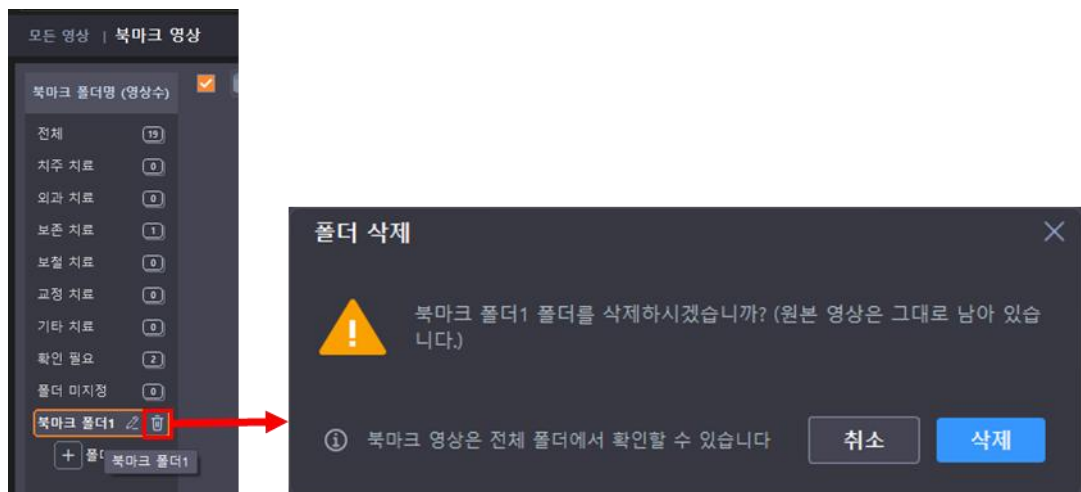 모든 영상 | 북마크 영상
북마크 폴더명 (영상수)
전체 19
치주 치료 0
외과 치료 0
보존 치료 1
보철 치료 0
교정 치료 0
기타 치료 0
확인 필요 2
폴더 미지정 0
북마크 폴더1
북마크 폴더1
폴더 삭제
북마크 폴더1 폴더를 삭제하시겠습니까? (원본 영상은 그대로 남아 있습
니다.)
북마크 영상은 전체 폴더에서 확인할 수 있습니다
취소
삭제